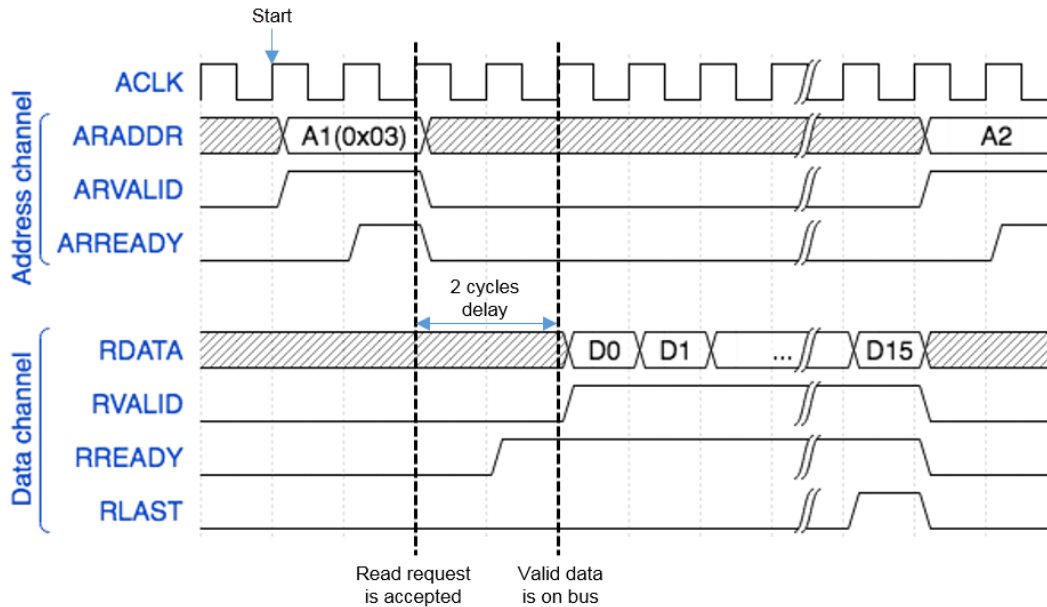 Start
Address channel
ACLK
ARADDR
A1(0x03)
A2
ARVALID
ARREADY
2 cycles
delay
Data channel
RDATA
D0
D1
...
D15
RVALID
RREADY
RLAST
Read request
is accepted
Valid data
is on bus